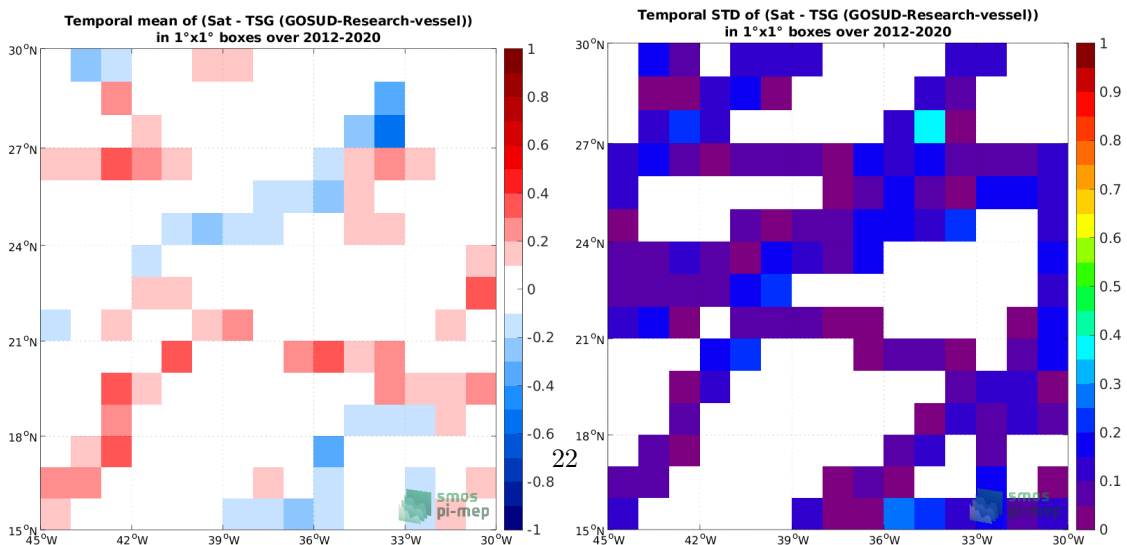 Temporal mean of (Sat - TSG (GOSUD-Research-vessel))
in 1°x1° boxes over 2012-2020
30°N
27°N
24°N
21°N
18°N
15°N
45°W
42°W
39°W
36°W
33°W
30°W
1
0.8
0.6
0.4
0.2
0
-0.2
-0.4
-0.6
-0.8
-1
smos
pi-mep
22
Temporal STD of (Sat - TSG (GOSUD-Research-vessel))
in 1°x1° boxes over 2012-2020
30°N
27°N
24°N
21°N
18°N
15°N
45°W
42°W
39°W
36°W
33°W
30°W
1
0.9
0.8
0.7
0.6
0.5
0.4
0.3
0.2
0.1
0
smos
pi-mep